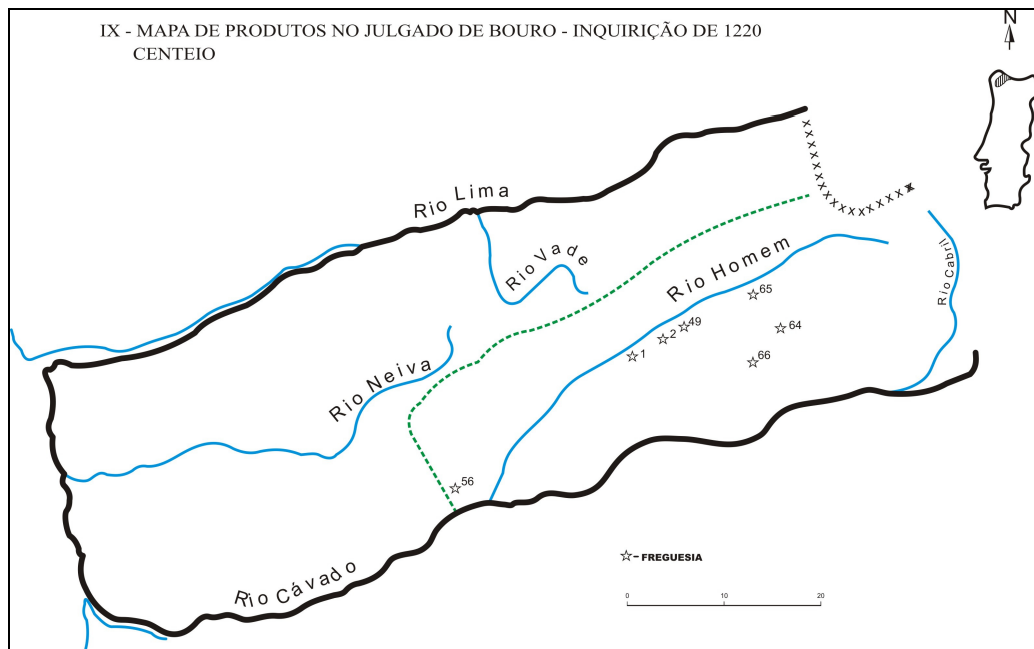 IX - MAPA DE PRODUTOS NO JULGADO DE BOURO - INQUIRIÇÃO DE 1220
CENTEIO
N
Rio Lima
Rio Vade
Rio Homem
Rio Cabril
65
49
2
64
1
66
Rio Neiva
56
Rio Cávado
- FREGUESIA
0 10 20